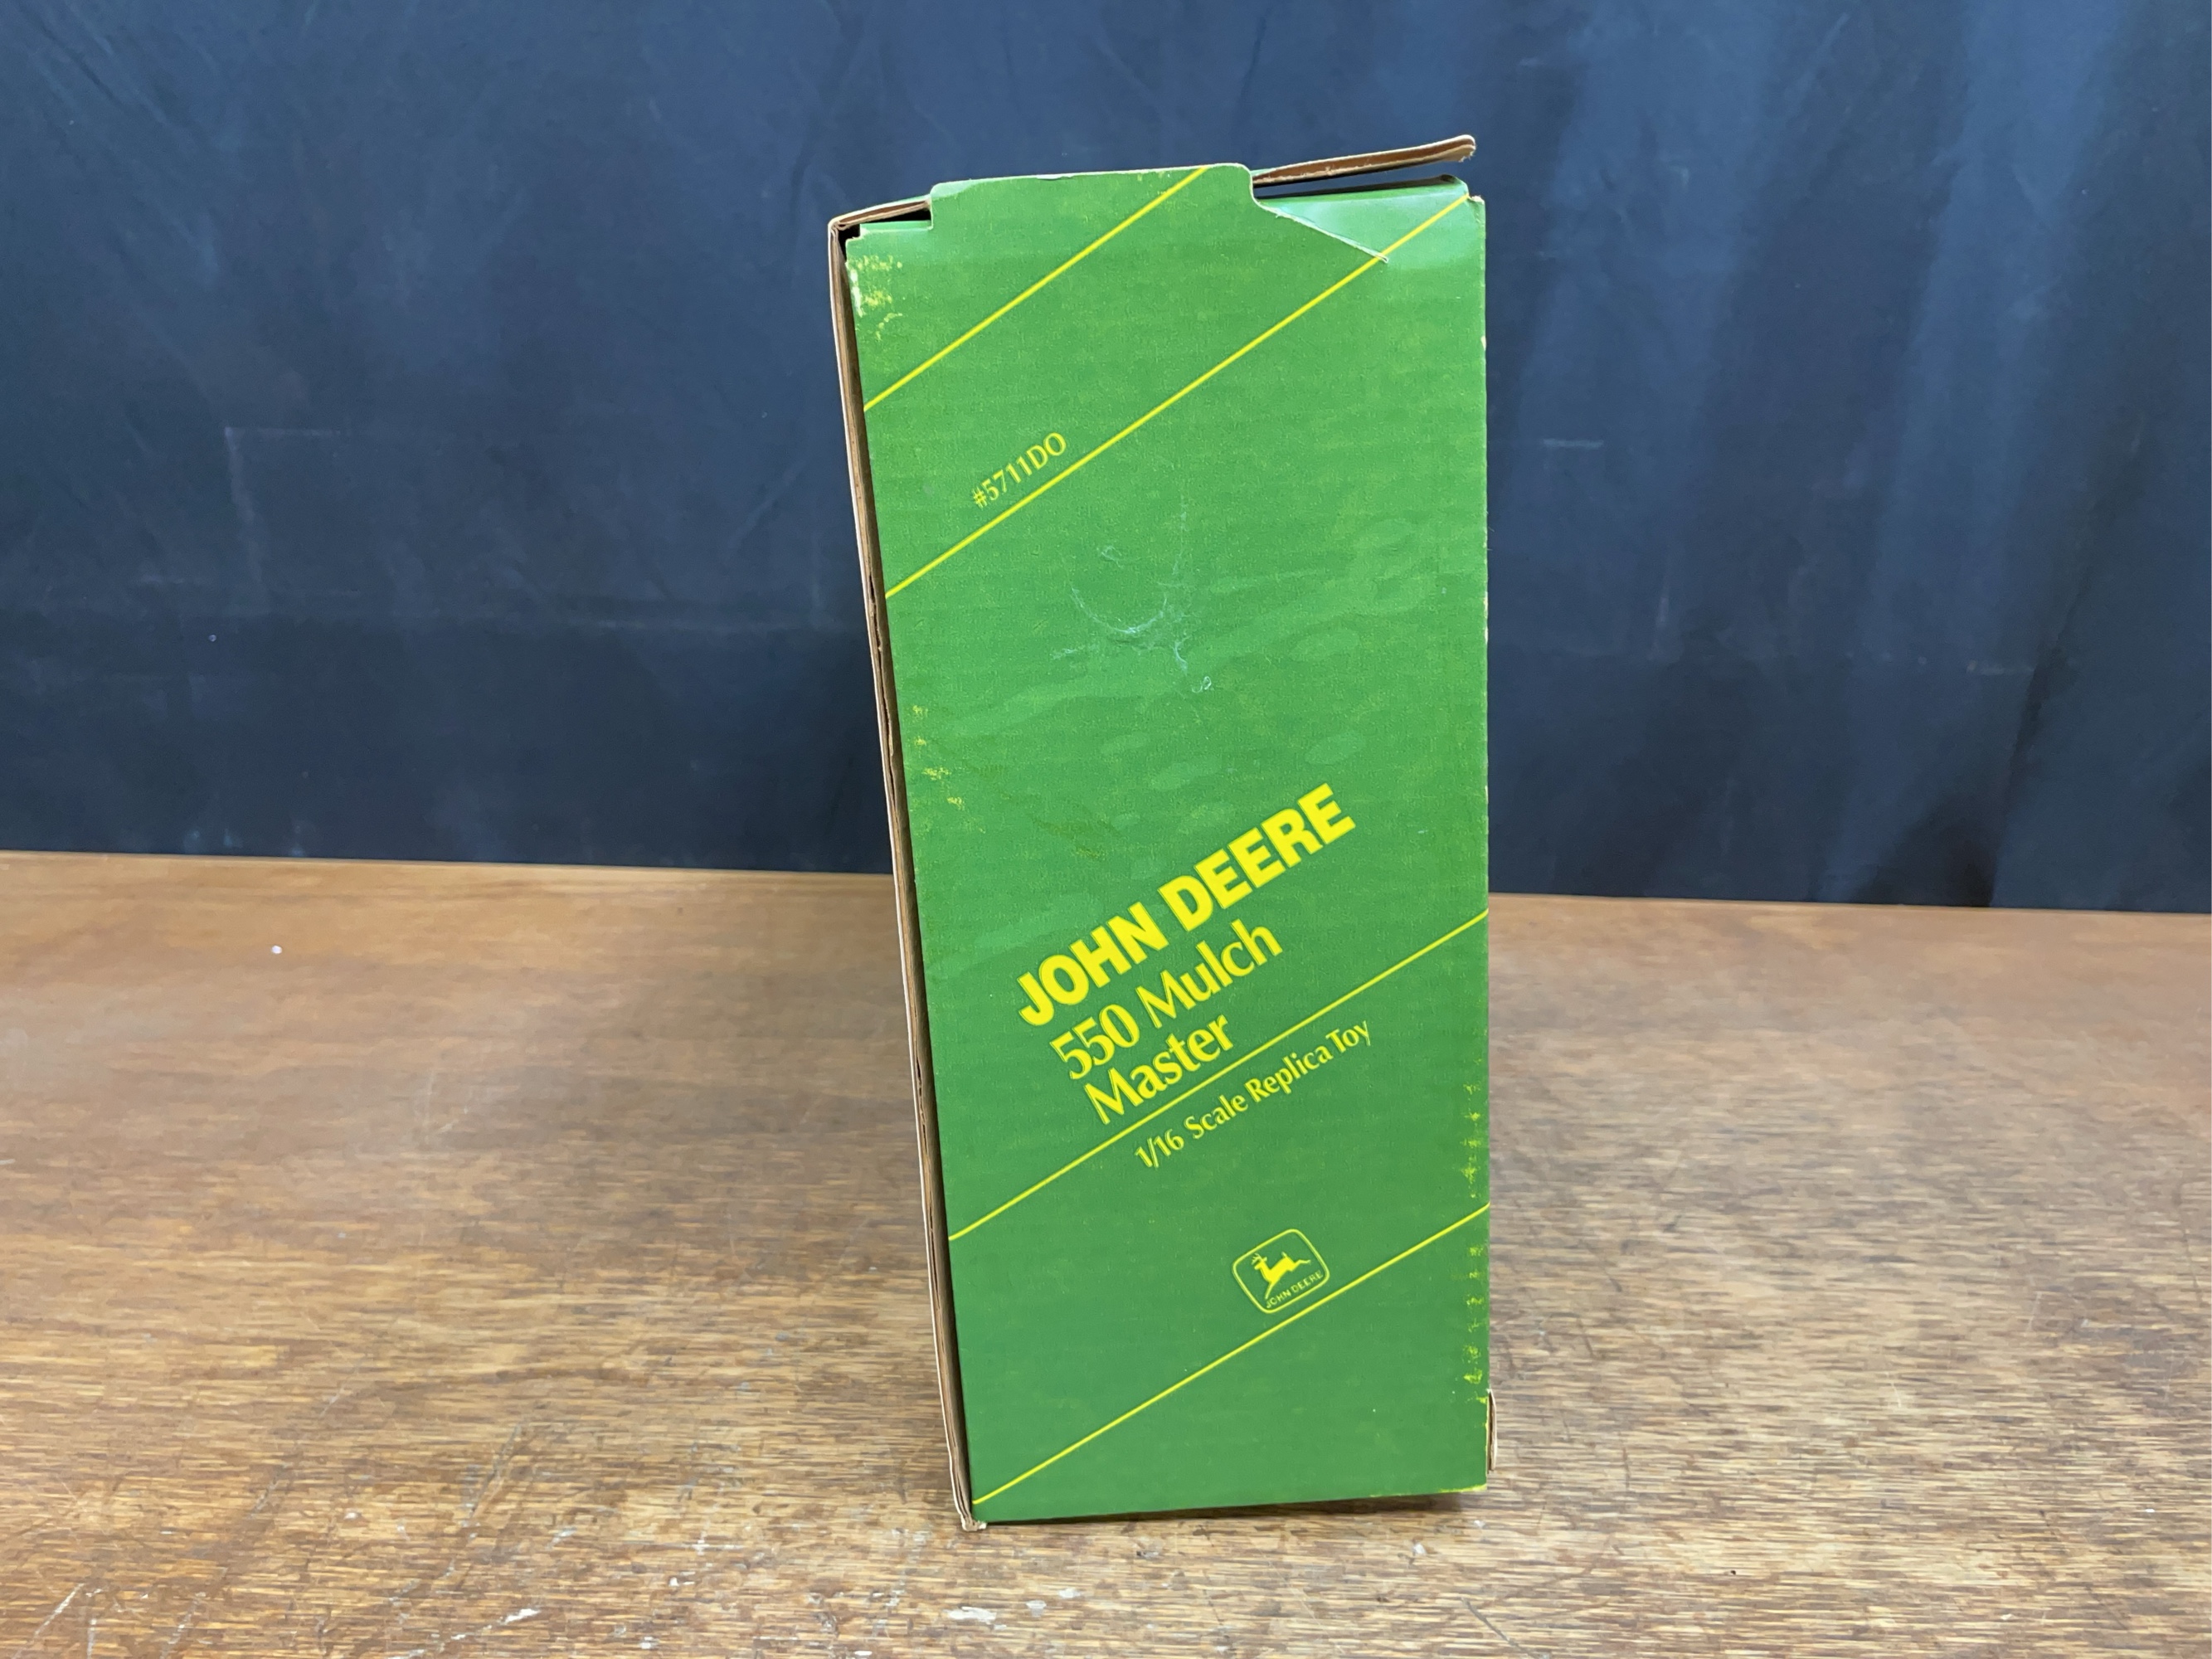 #5711DO
JOHN DEERE
550 Mulch
Master
1/16 Scale Replica Toy
JOHN DEERE